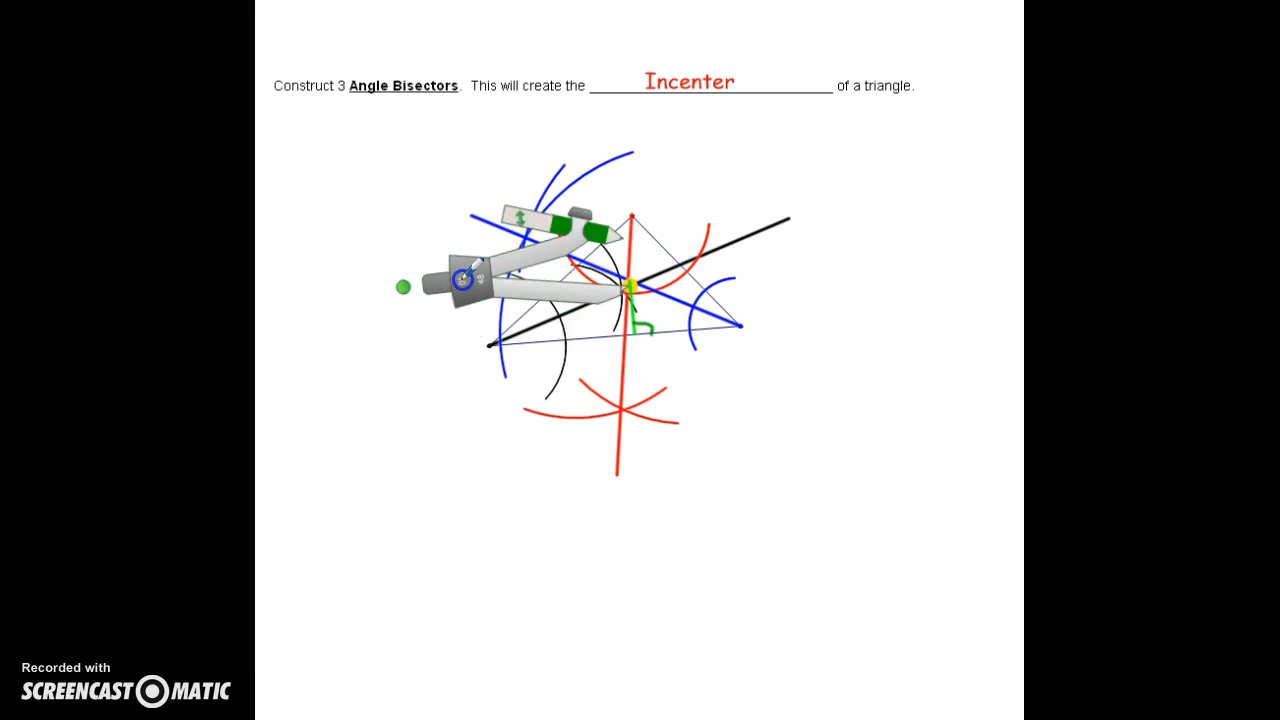 Construct 3 Angle Bisectors. This will create the Incenter of a triangle.
Recorded with
SCREENCAST MATIC